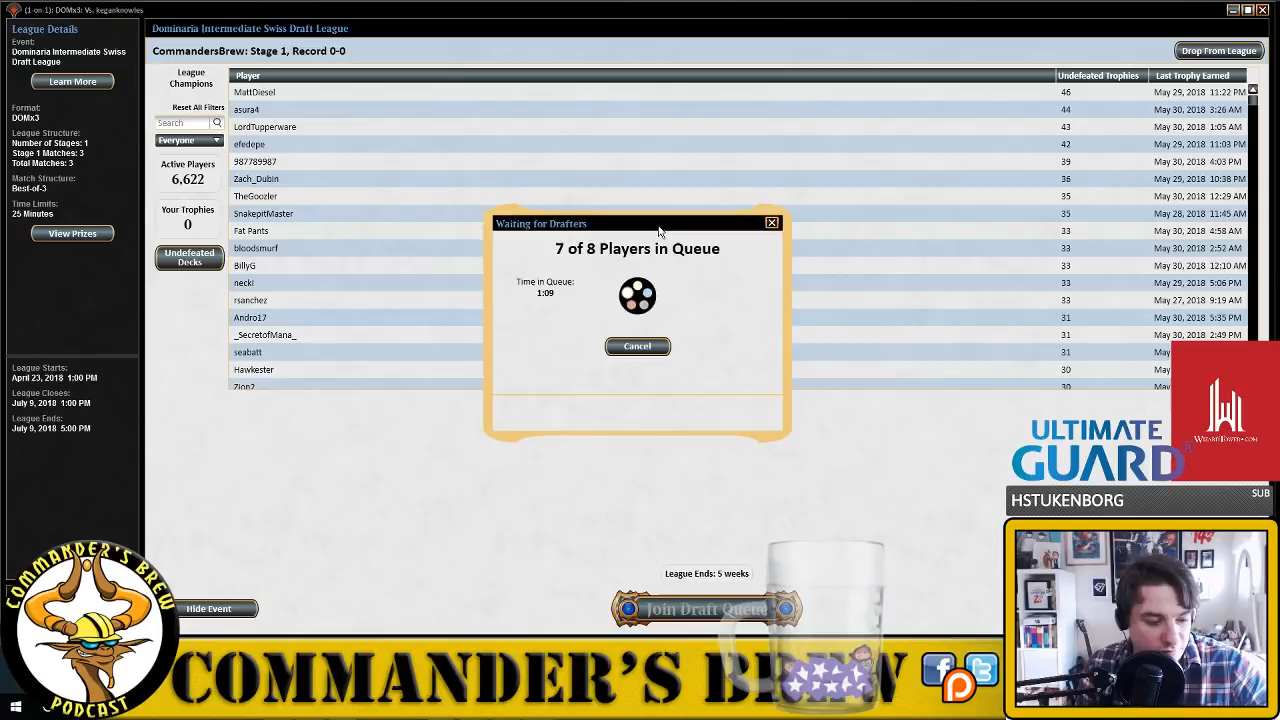 (1-on-1): DOMx3: Vs. kegankn­owles
League Details
Event:
Dominaria Intermediate Swiss
Draft League
Learn More
Format:
DOMx3
League Structure:
Number of Stages: 1
Stage 1 Matches: 3
Total Matches: 3
Match Structure:
Best-of-3
Time Limits:
25 Minutes
View Prizes
League Starts:
April 23, 2018 1:00 PM
League Closes:
July 9, 2018 1:00 PM
League Ends:
July 9, 2018 5:00 PM
Dominaria Intermediate Swiss Draft League
CommandersBrew: Stage 1, Record 0-0
Drop From League
League
Champions
Reset All Filters
Search
Everyone
Active Players
6,622
Your Trophies
0
Undefeated
Decks
Player Undefeated Trophies Last Trophy Earned
MattDiesel 46 May 29, 2018 11:22 PM
asura4 44 May 30, 2018 3:26 AM
LordTupperware 43 May 30, 2018 1:05 AM
efedepe 42 May 29, 2018 11:03 PM
987789987 39 May 30, 2018 4:03 PM
Zach_Dubin 36 May 29, 2018 10:38 PM
TheGoozler 35 May 30, 2018 12:29 AM
SnakepitMaster 35 May 28, 2018 11:45 AM
Fat Pants 33 May 30, 2018 4:58 AM
bloodsmurf 33 May 30, 2018 2:52 AM
BillyG 33 May 30, 2018 12:10 AM
necki 33 May 29, 2018 5:06 PM
rsanchez 33 May 27, 2018 9:19 AM
Andro17 31 May 30, 2018 5:35 PM
_SecretofMana_ 31 May 30, 2018 2:49 PM
seabatt 31 May
Hawkester 30 May
Zion2 30 May
Waiting for Drafters
7 of 8 Players in Queue
Time in Queue:
1:09
Cancel
League Ends: 5 weeks
Join Draft Queue
Hide Event
WIZARDTOWER.COM
ULTIMATE
GUARD®
HSTUKENBORG SUB
COMMANDER'S BREW
PODCAST
COMMANDER'S BREW